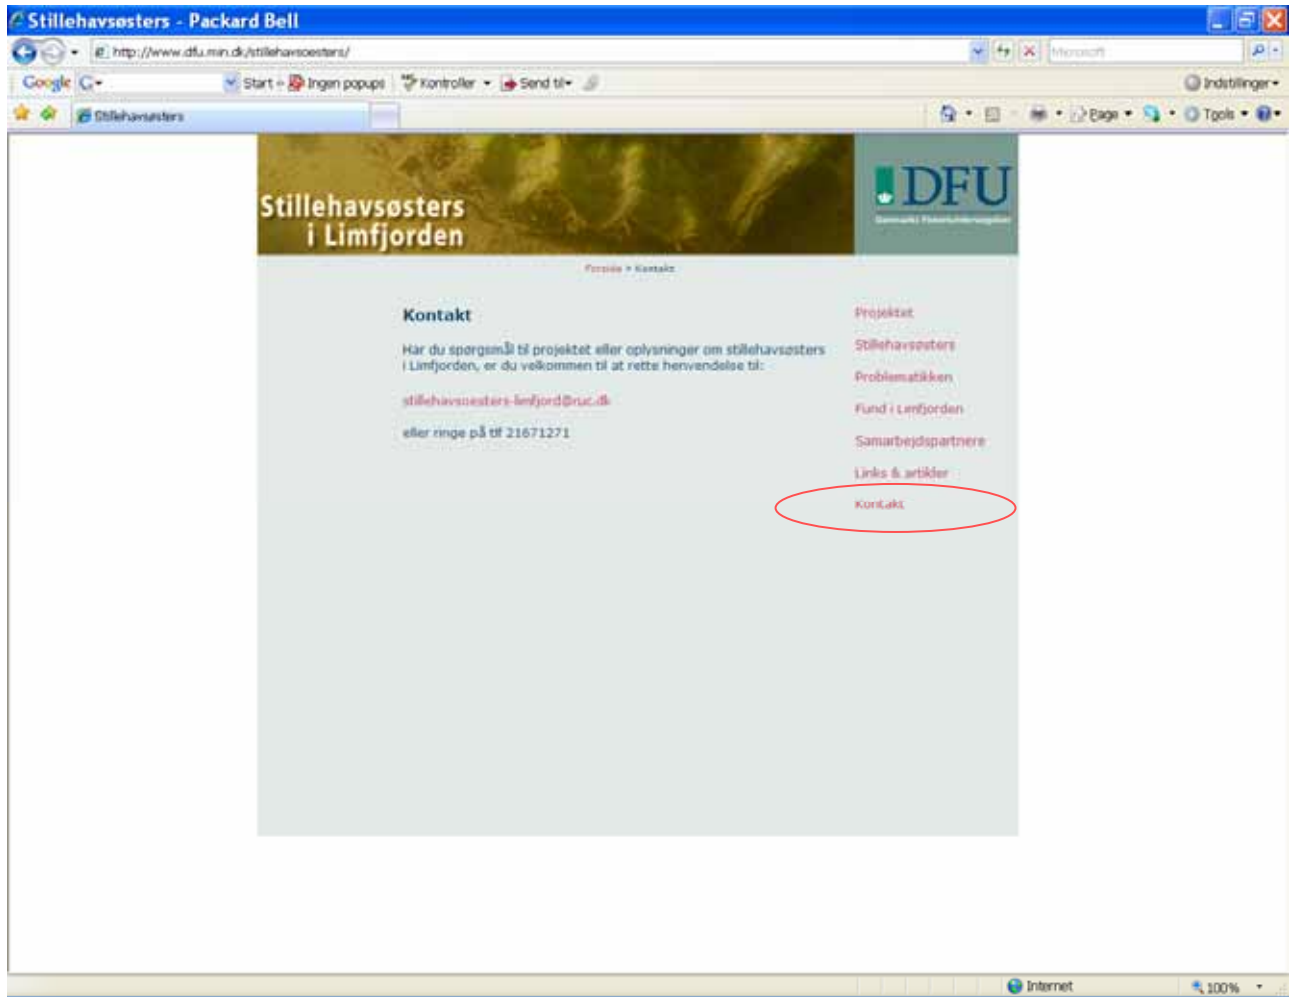 Stillehavsøsters - Packard Bell
http://www.dfu.min.dk/stillehavsoesters/
Microsoft
Google
Start
Ingen popups
Kontroller
Send til
Indstillinger
Stillehavsøsters
Page
Tools
Stillehavsøsters
i Limfjorden
DFU
Danmarks Fiskeriundersøgelser
Forside > Kontakt
Kontakt
Har du spørgsmål til projektet eller oplysninger om stillehavsøsters
i Limfjorden, er du velkommen til at rette henvendelse til:
stillehavsoesters-limfjord@ruc.dk
eller ringe på tlf 21671271
Projektet
Stillehavsøsters
Problematikken
Fund i Limfjorden
Samarbejdspartnere
Links & artikler
Kontakt
Internet
100%